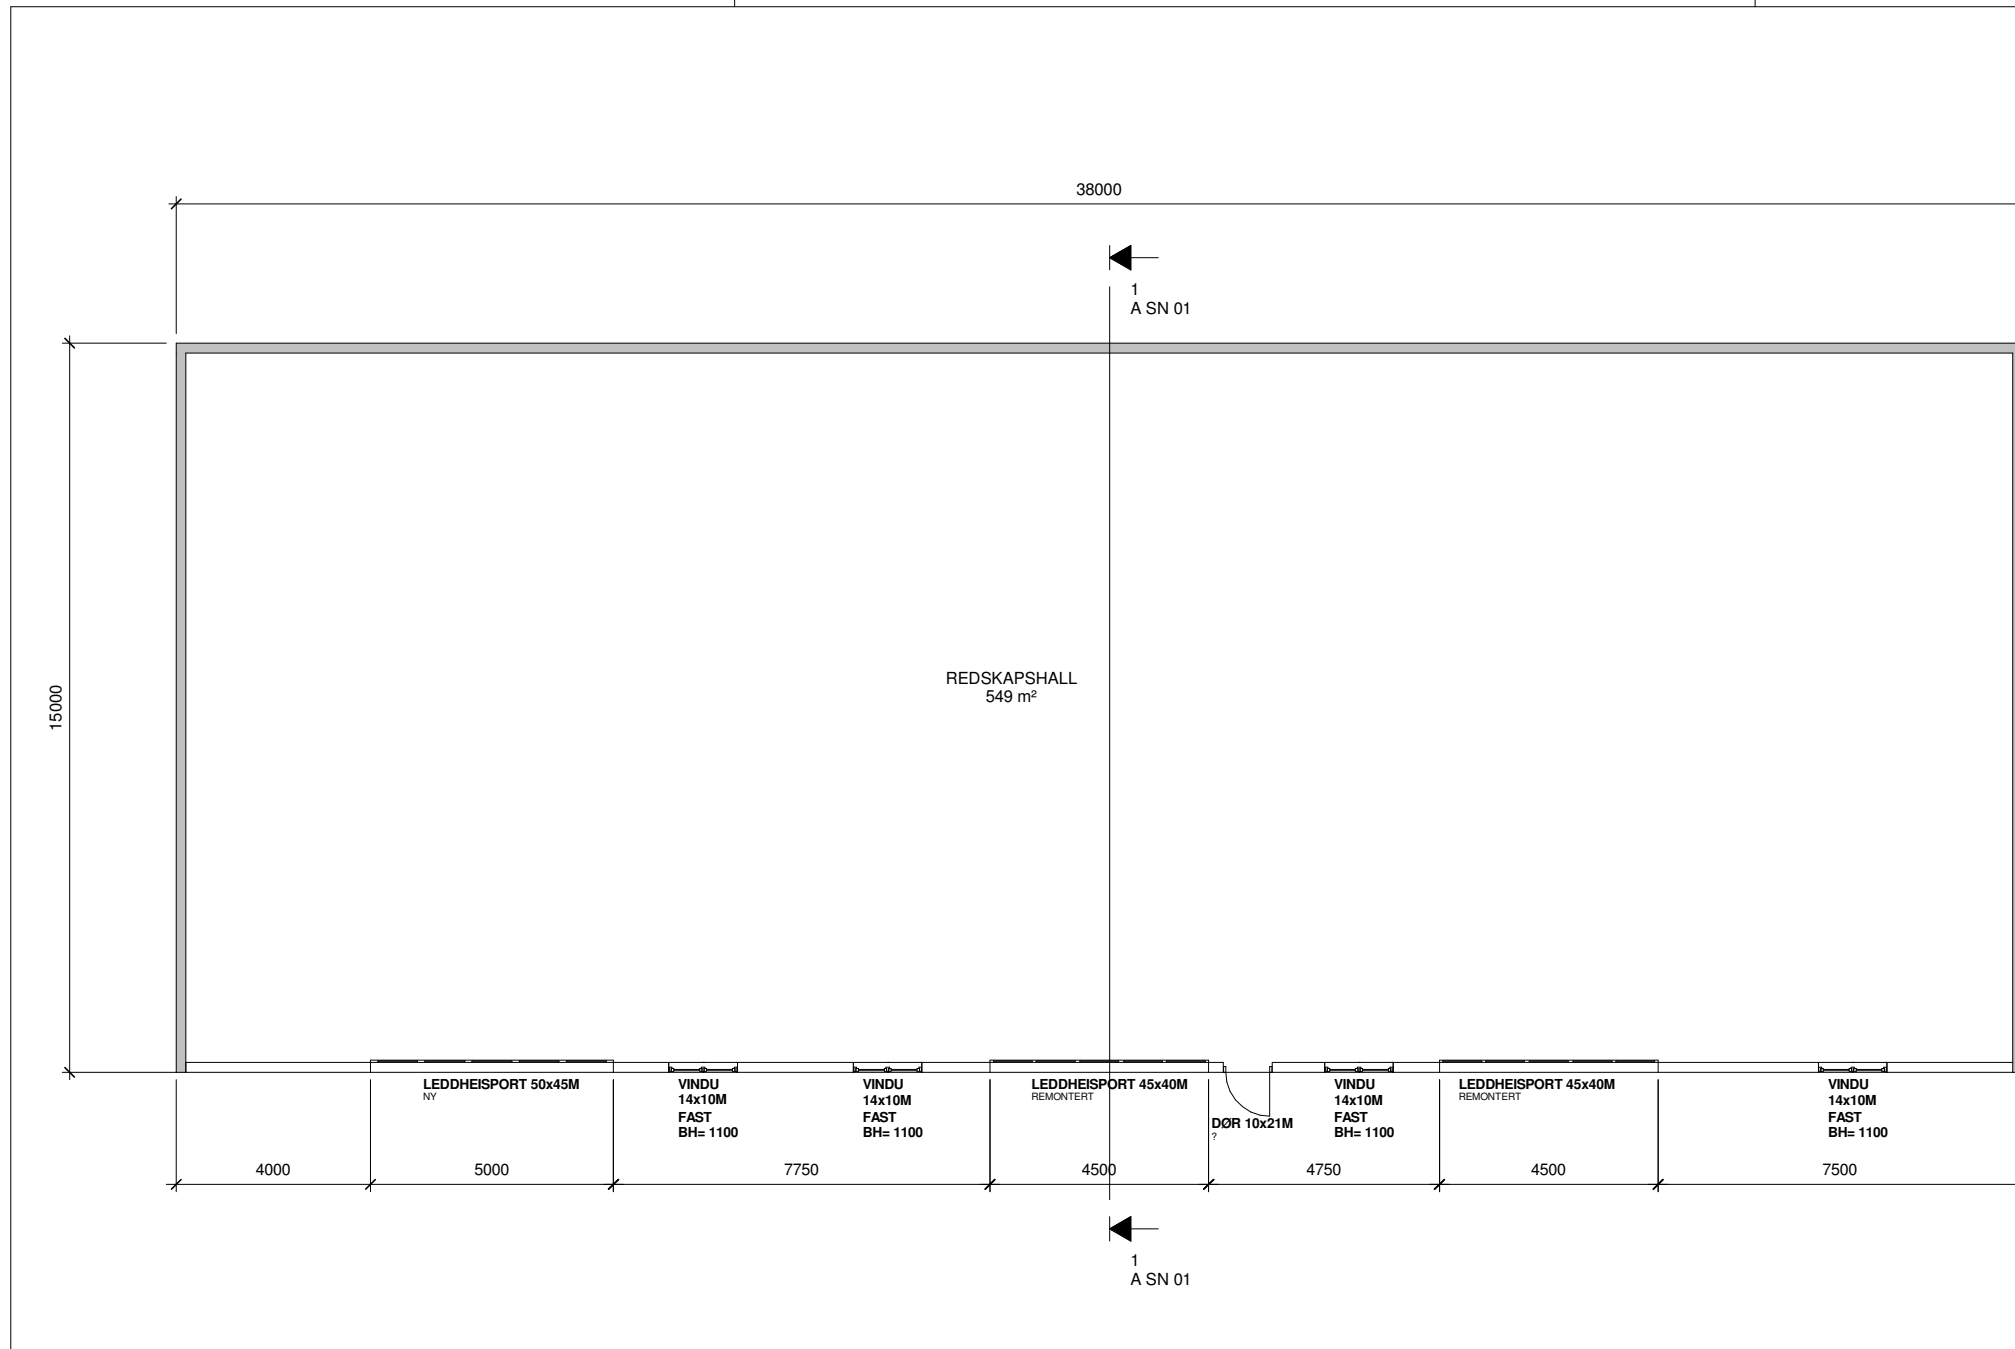 38000
1
A SN 01
15000
REDSKAPSHALL
549 m²
LEDDHEISPORT 50x45M
NY
VINDU
14x10M
FAST
BH= 1100
VINDU
14x10M
FAST
BH= 1100
LEDDHEISPORT 45x40M
REMONTERT
DØR 10x21M
?
VINDU
14x10M
FAST
BH= 1100
LEDDHEISPORT 45x40M
REMONTERT
VINDU
14x10M
FAST
BH= 1100
4000
5000
7750
4500
4750
4500
7500
1
A SN 01